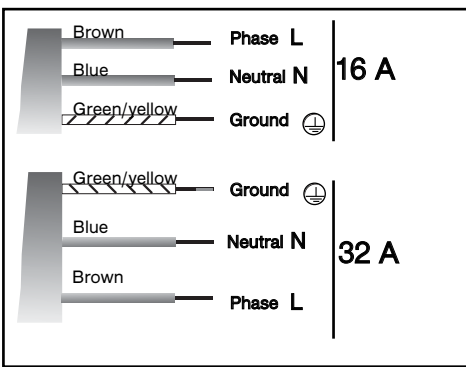 Brown Phase L
Blue Neutral N 16 A
Green/yellow Ground
Green/yellow Ground
Blue Neutral N 32 A
Brown Phase L